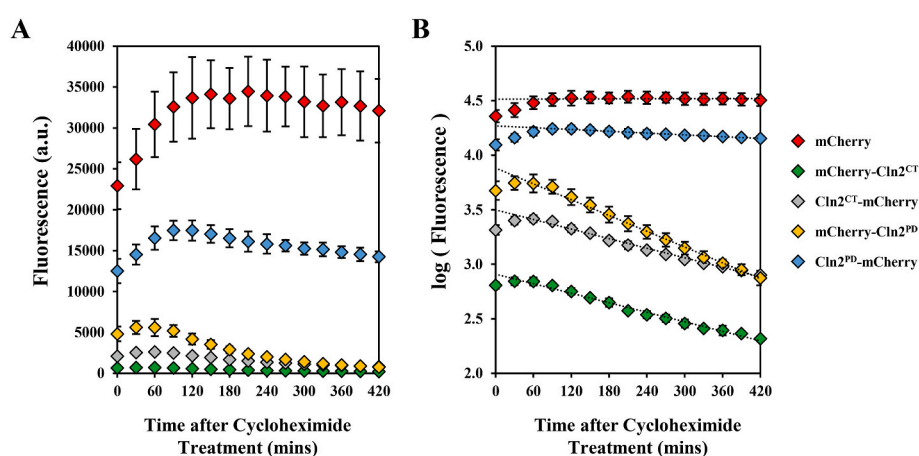 A
B
Fluorescence (a.u.)
40000
35000
30000
25000
20000
15000
10000
5000
0
0 60 120 180 240 300 360 420
Time after Cycloheximide
Treatment (mins)
log ( Fluorescence )
5.0
4.5
4.0
3.5
3.0
2.5
2.0
0 60 120 180 240 300 360 420
Time after Cycloheximide
Treatment (mins)
mCherry
mCherry-Cln2CT
Cln2CT-mCherry
mCherry-Cln2PD
Cln2PD-mCherry